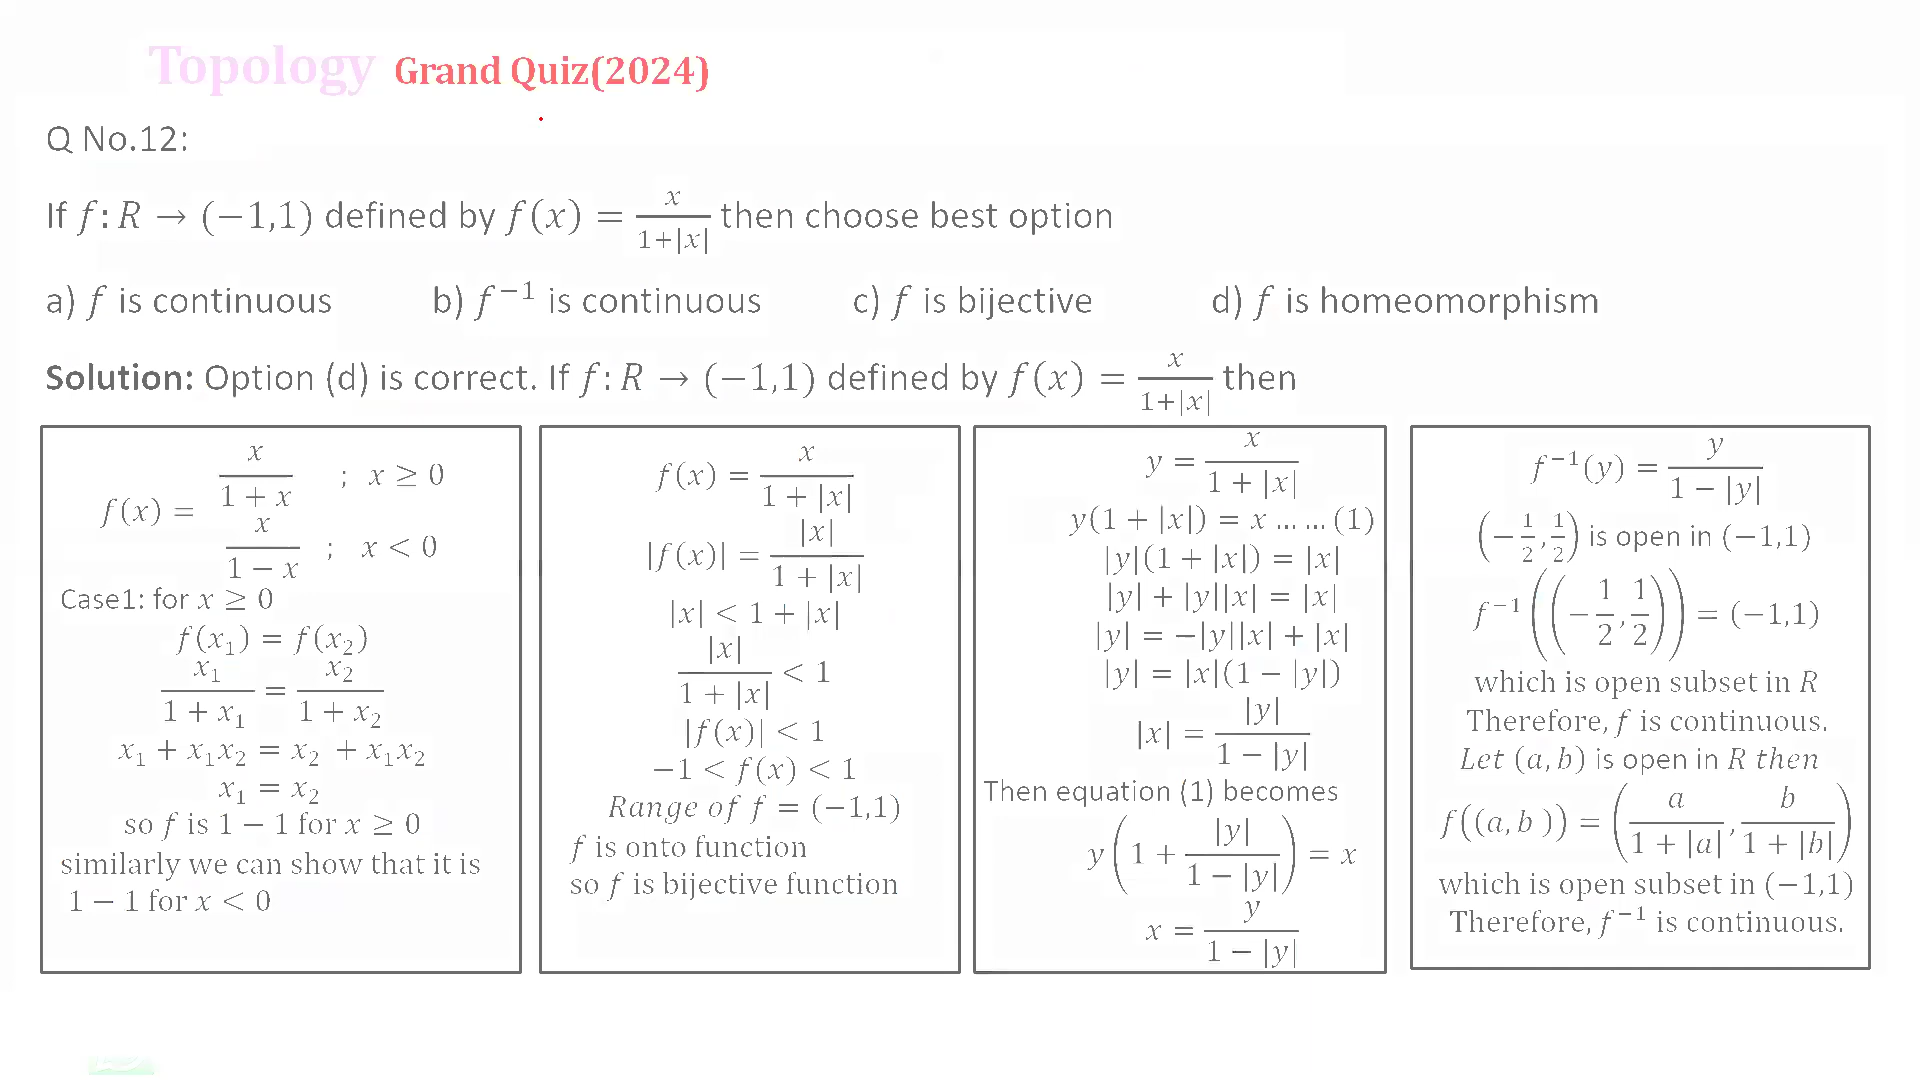 Topology Grand Quiz(2024)
Q No.12:
If f: R → (−1,1) defined by f(x) = x/(1+|x|) then choose best option
a) f is continuous b) f⁻¹ is continuous c) f is bijective d) f is homeomorphism
Solution: Option (d) is correct. If f: R → (−1,1) defined by f(x) = x/(1+|x|) then
f(x) = x/(1 + x) ; x ≥ 0
x/(1 − x) ; x < 0
Case1: for x ≥ 0
f(x₁) = f(x₂)
x₁/(1 + x₁) = x₂/(1 + x₂)
x₁ + x₁x₂ = x₂ + x₁x₂
x₁ = x₂
so f is 1 − 1 for x ≥ 0
similarly we can show that it is
1 − 1 for x < 0
f(x) = x/(1 + |x|)
|f(x)| = |x|/(1 + |x|)
|x| < 1 + |x|
|x|/(1 + |x|) < 1
|f(x)| < 1
−1 < f(x) < 1
Range of f = (−1,1)
f is onto function
so f is bijective function
y = x/(1 + |x|)
y(1 + |x|) = x … … (1)
|y|(1 + |x|) = |x|
|y| + |y||x| = |x|
|y| = −|y||x| + |x|
|y| = |x|(1 − |y|)
|x| = |y|/(1 − |y|)
Then equation (1) becomes
y(1 + |y|/(1 − |y|)) = x
x = y/(1 − |y|)
f⁻¹(y) = y/(1 − |y|)
(−1/2, 1/2) is open in (−1,1)
f⁻¹((−1/2, 1/2)) = (−1,1)
which is open subset in R
Therefore, f is continuous.
Let (a, b) is open in R then
f((a, b )) = (a/(1 + |a|), b/(1 + |b|))
which is open subset in (−1,1)
Therefore, f⁻¹ is continuous.